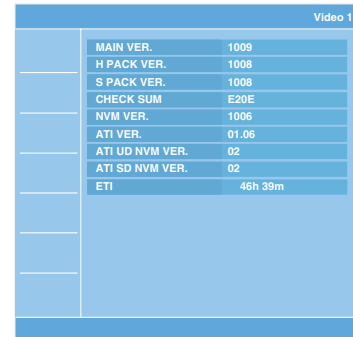 Video 1
MAIN VER. 1009
H PACK VER. 1008
S PACK VER. 1008
CHECK SUM E20E
NVM VER. 1006
ATI VER. 01.06
ATI UD NVM VER. 02
ATI SD NVM VER. 02
ETI 46h 39m